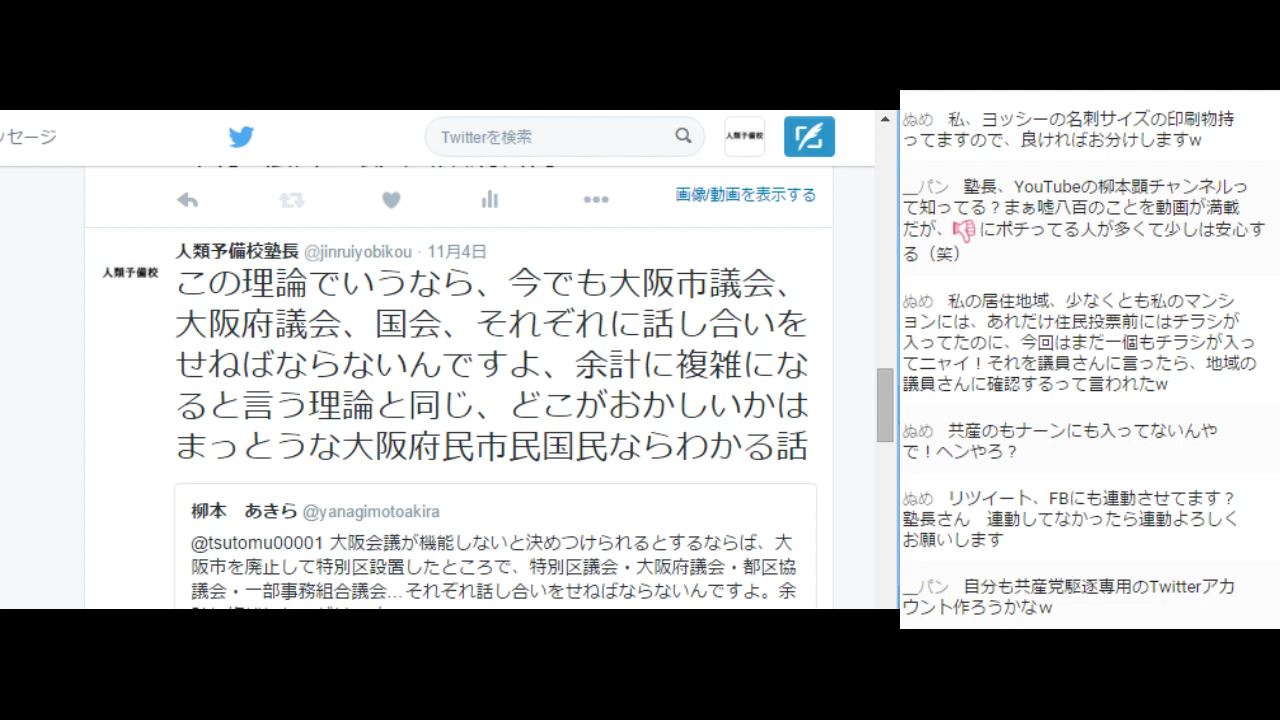 ッセージ
Twitterを検索
人類予備校
画像/動画を表示する
人類予備校塾長 @jinruiyobikou · 11月4日
人類予備校
この理論でいうなら、今でも大阪市議会、
大阪府議会、国会、それぞれに話し合いを
せねばならないんですよ、余計に複雑にな
ると言う理論と同じ、どこがおかしいかは
まっとうな大阪府民市民国民ならわかる話
柳本　あきら @yanagimotoakira
@tsutomu00001 大阪会議が機能しないと決めつけられるとするならば、大
阪市を廃止して特別区設置したところで、特別区議会・大阪府議会・都区協
議会・一部事務組合議会…それぞれ話し合いをせねばならないんですよ。余
ぬめ　私、ヨッシーの名刺サイズの印刷物持
ってますので、良ければお分けしますw
__パン　塾長、YouTubeの柳本顕チャンネルっ
て知ってる？まぁ嘘八百のことを動画が満載
だが、👎にポチってる人が多くて少しは安心す
る（笑）
ぬめ　私の居住地域、少なくとも私のマンシ
ョンには、あれだけ住民投票前にはチラシが
入ってたのに、今回はまだ一個もチラシが入っ
てニャイ！それを議員さんに言ったら、地域の
議員さんに確認するって言われたw
ぬめ　共産のもナーンにも入ってないんや
で！ヘンやろ？
ぬめ　リツイート、FBにも連動させてます？
塾長さん　連動してなかったら連動よろしく
お願いします
__パン　自分も共産党駆逐専用のTwitterアカ
ウント作ろうかなw